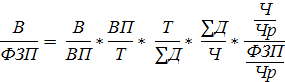 В/ФЗП = В/ВП * ВП/Т * Т/∑Д * ∑Д/Ч * (Ч/Чр)/(ФЗП/Чр)